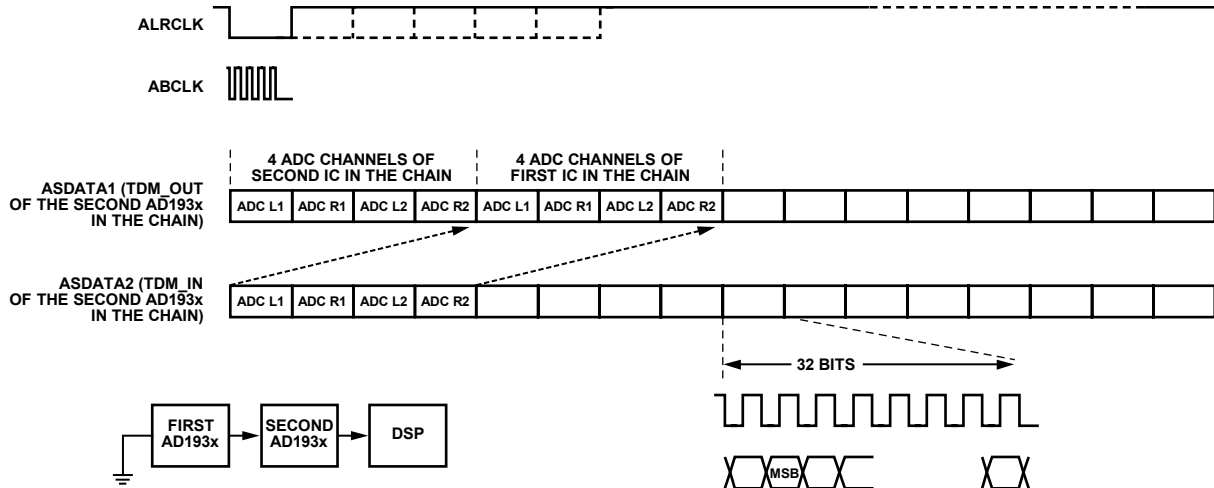 ALRCLK
ABCLK
4 ADC CHANNELS OF
SECOND IC IN THE CHAIN
4 ADC CHANNELS OF
FIRST IC IN THE CHAIN
ASDATA1 (TDM_OUT
OF THE SECOND AD193x
IN THE CHAIN)
ADC L1 ADC R1 ADC L2 ADC R2 ADC L1 ADC R1 ADC L2 ADC R2
ASDATA2 (TDM_IN
OF THE SECOND AD193x
IN THE CHAIN)
ADC L1 ADC R1 ADC L2 ADC R2
32 BITS
FIRST
AD193x
SECOND
AD193x
DSP
MSB